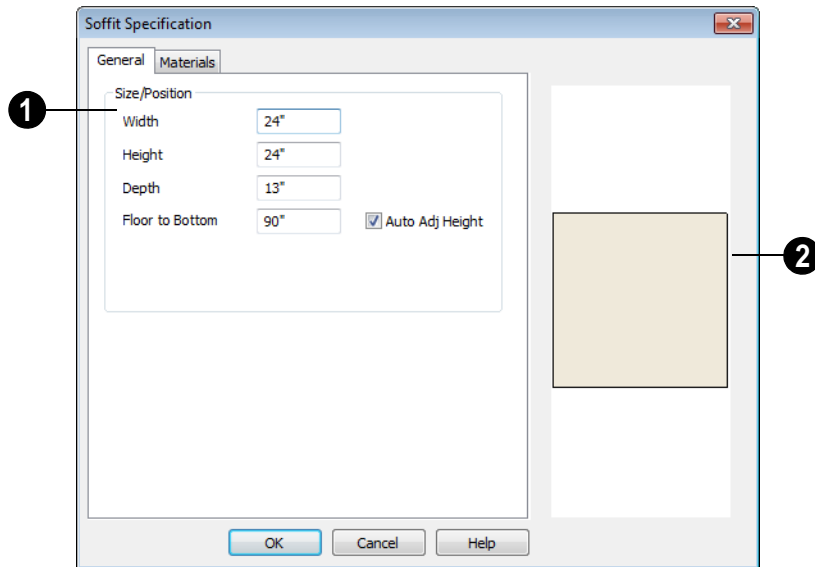 Soffit Specification
General Materials
Size/Position
1
Width 24"
Height 24"
Depth 13"
Floor to Bottom 90" Auto Adj Height
2
OK Cancel Help